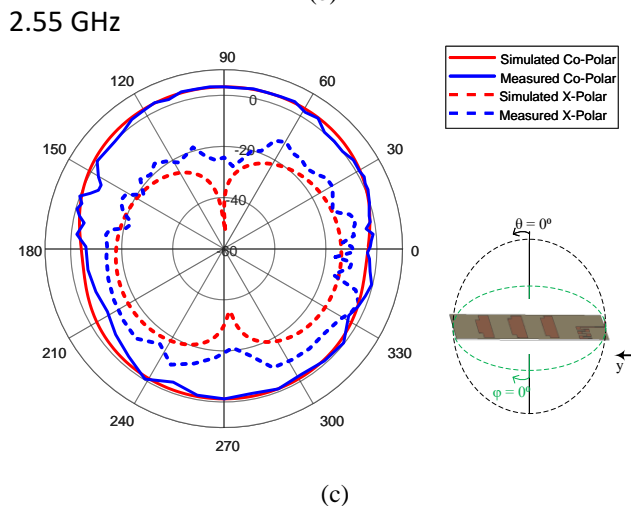 2.55 GHz
90
120
60
150
30
180
0
210
330
240
300
270
0
-20
-40
-60
Simulated Co-Polar
Measured Co-Polar
Simulated X-Polar
Measured X-Polar
θ = 0º
y
φ = 0º
(c)